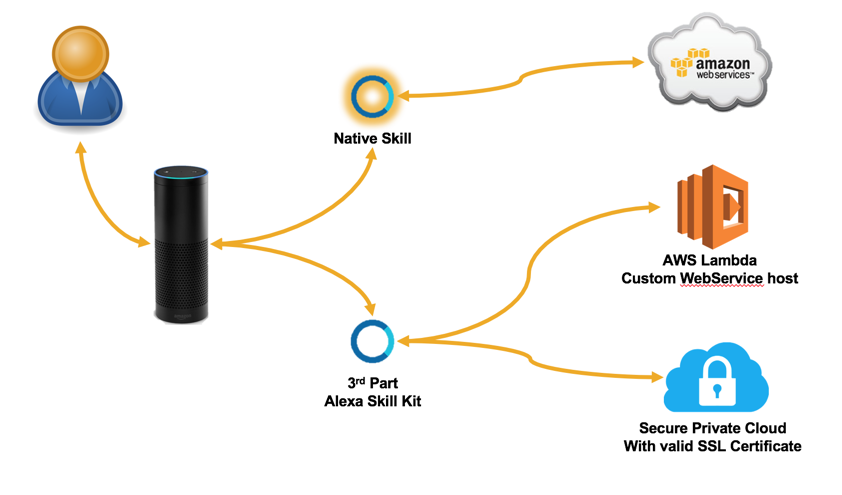 amazon
webservices™
Native Skill
AWS Lambda
Custom WebService host
3rd Part
Alexa Skill Kit
Secure Private Cloud
With valid SSL Certificate